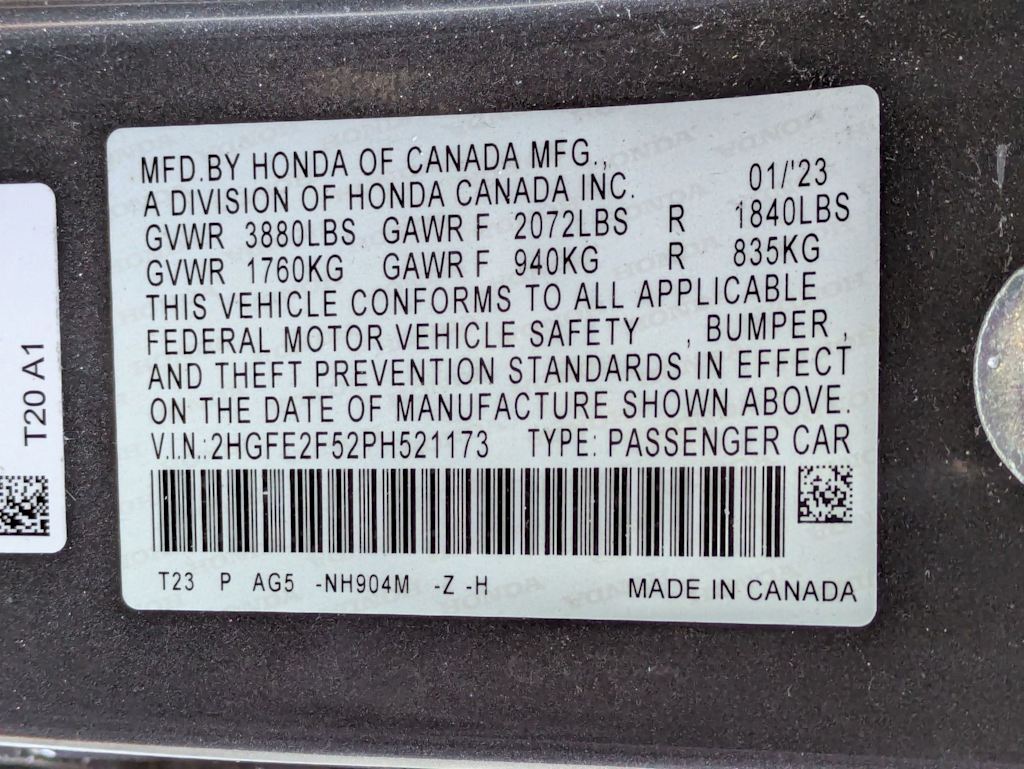 MFD.BY HONDA OF CANADA MFG.,
A DIVISION OF HONDA CANADA INC. 01/'23
GVWR 3880LBS GAWR F 2072LBS R 1840LBS
GVWR 1760KG GAWR F 940KG R 835KG
THIS VEHICLE CONFORMS TO ALL APPLICABLE
FEDERAL MOTOR VEHICLE SAFETY , BUMPER ,
AND THEFT PREVENTION STANDARDS IN EFFECT
ON THE DATE OF MANUFACTURE SHOWN ABOVE.
V.I.N.:2HGFE2F52PH521173 TYPE: PASSENGER CAR
T23 P AG5 -NH904M -Z -H MADE IN CANADA
T20 A1